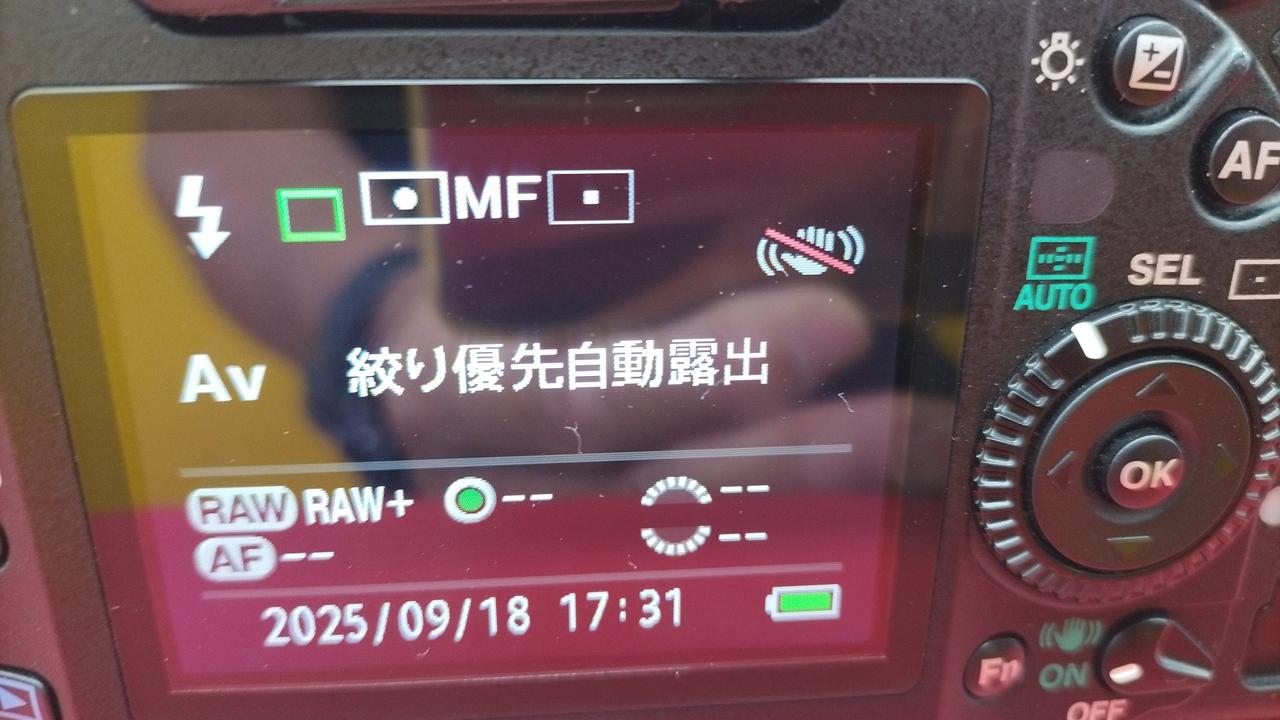 MF
Av 絞り優先自動露出
RAW RAW+ -- --
AF -- --
2025/09/18 17:31
AF
AUTO SEL
OK
Fn ON
OFF